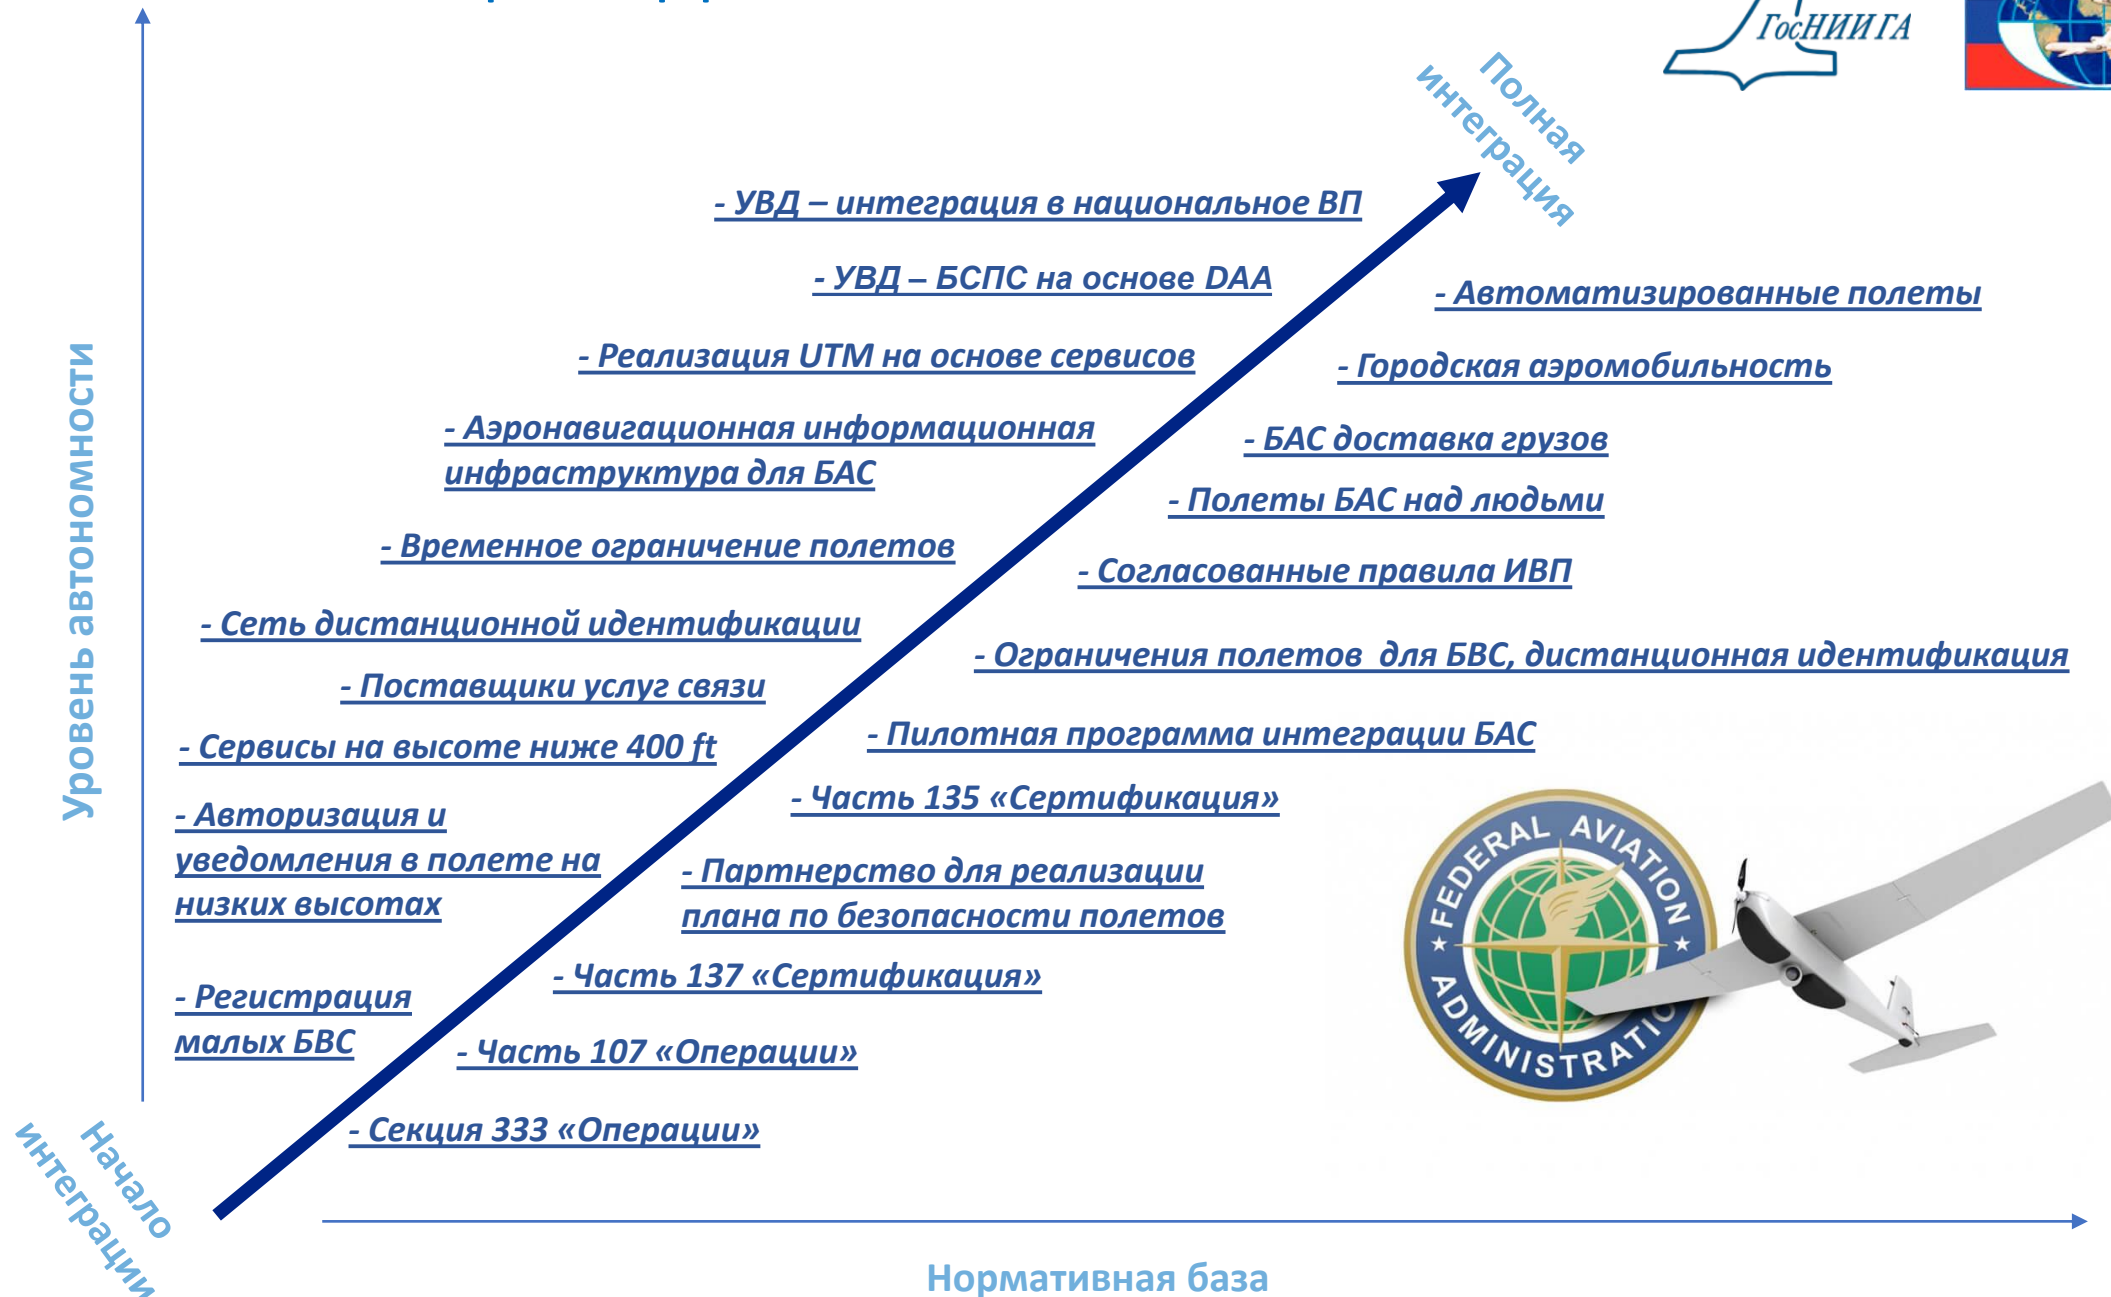 ГосНИИ ГА
Полная
интеграция
- УВД – интеграция в национальное ВП
- УВД – БСПС на основе DAA
- Автоматизированные полеты
- Реализация UTM на основе сервисов
- Городская аэромобильность
- Аэронавигационная информационная
инфраструктура для БАС
- БАС доставка грузов
- Полеты БАС над людьми
- Временное ограничение полетов
- Согласованные правила ИВП
- Сеть дистанционной идентификации
- Ограничения полетов  для БВС, дистанционная идентификация
- Поставщики услуг связи
- Пилотная программа интеграции БАС
- Сервисы на высоте ниже 400 ft
- Часть 135 «Сертификация»
- Авторизация и
уведомления в полете на
низких высотах
- Партнерство для реализации
плана по безопасности полетов
- Часть 137 «Сертификация»
- Регистрация
малых БВС
- Часть 107 «Операции»
- Секция 333 «Операции»
Уровень автономности
FEDERAL AVIATION
ADMINISTRATIO
Начало
интеграции
Нормативная база